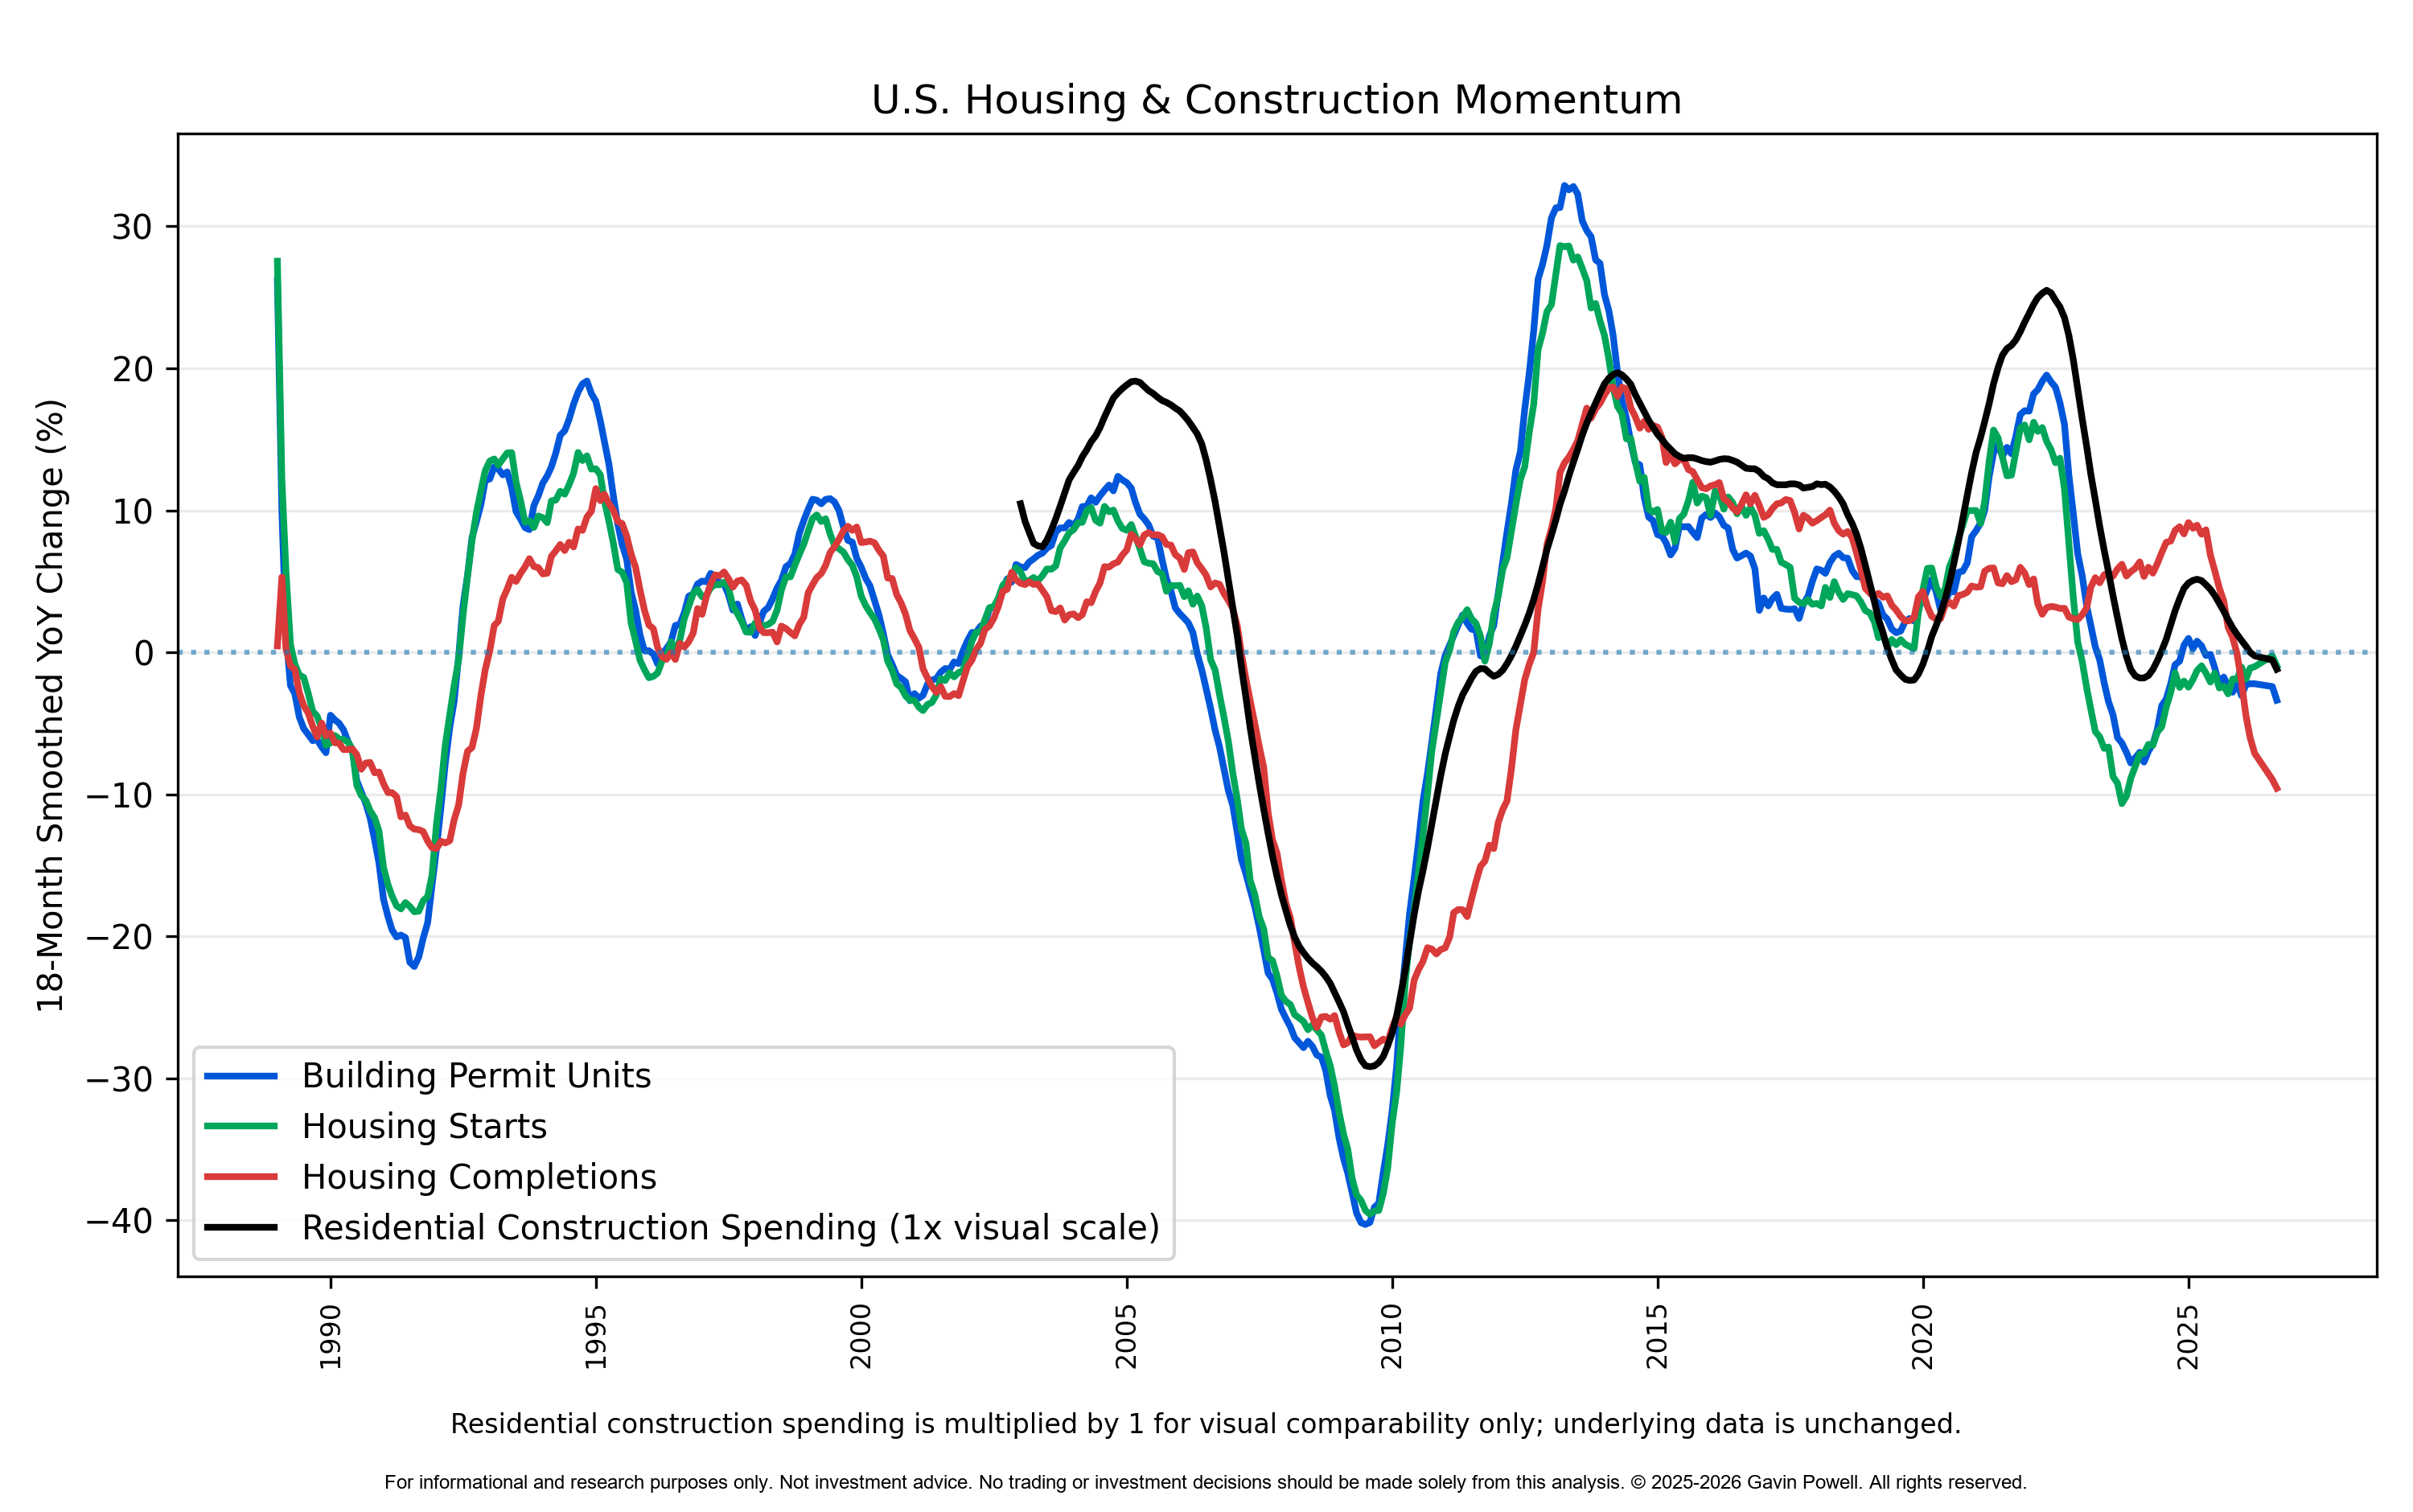 U.S. Housing & Construction Momentum
18-Month Smoothed YoY Change (%)
30
20
10
0
−10
−20
−30
−40
Building Permit Units
Housing Starts
Housing Completions
Residential Construction Spending (1x visual scale)
1990
1995
2000
2005
2010
2015
2020
2025
Residential construction spending is multiplied by 1 for visual comparability only; underlying data is unchanged.
For informational and research purposes only. Not investment advice. No trading or investment decisions should be made solely from this analysis. © 2025-2026 Gavin Powell. All rights reserved.